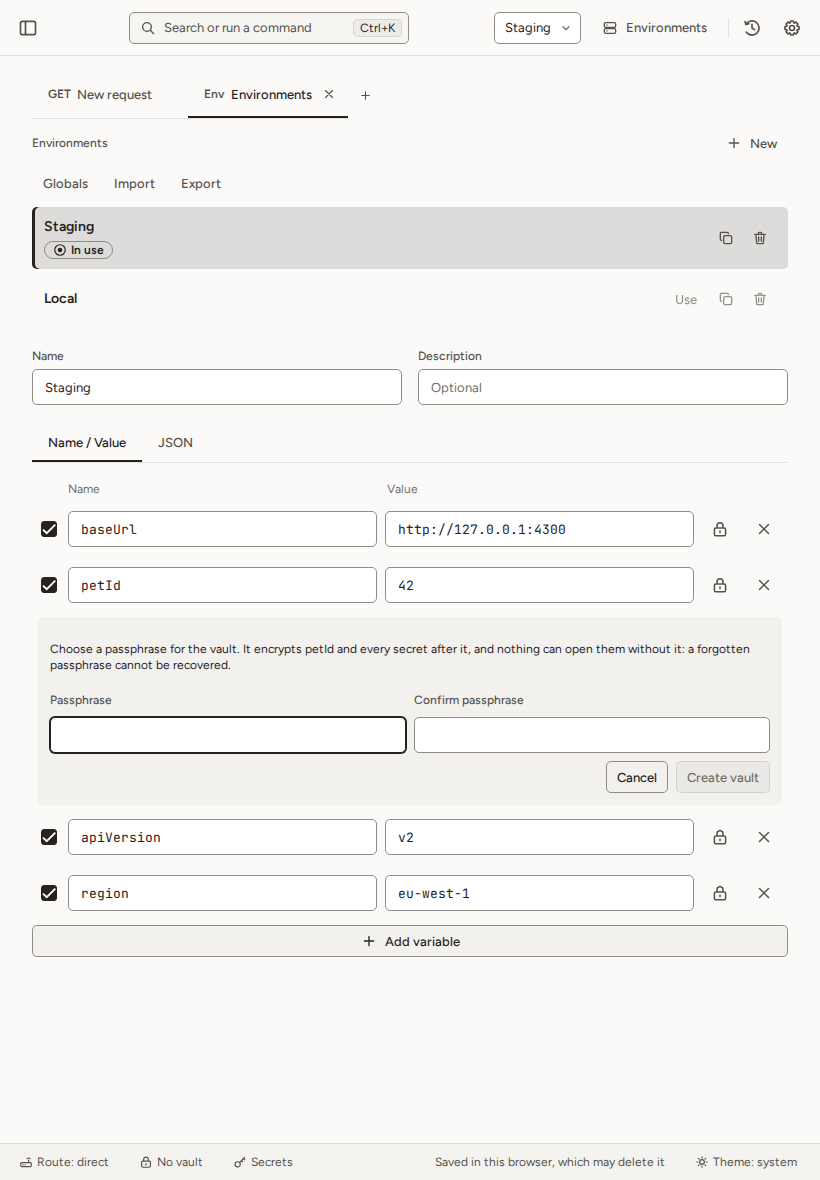 Search or run a command Ctrl+K Staging Environments
GET New request Env Environments
Environments New
Globals Import Export
Staging
In use
Local Use
Name Description
Staging Optional
Name / Value JSON
Name Value
baseUrl http://127.0.0.1:4300
petId 42
Choose a passphrase for the vault. It encrypts petId and every secret after it, and nothing can open them without it: a forgotten
passphrase cannot be recovered.
Passphrase Confirm passphrase
Cancel Create vault
apiVersion v2
region eu-west-1
Add variable
Route: direct No vault Secrets Saved in this browser, which may delete it Theme: system